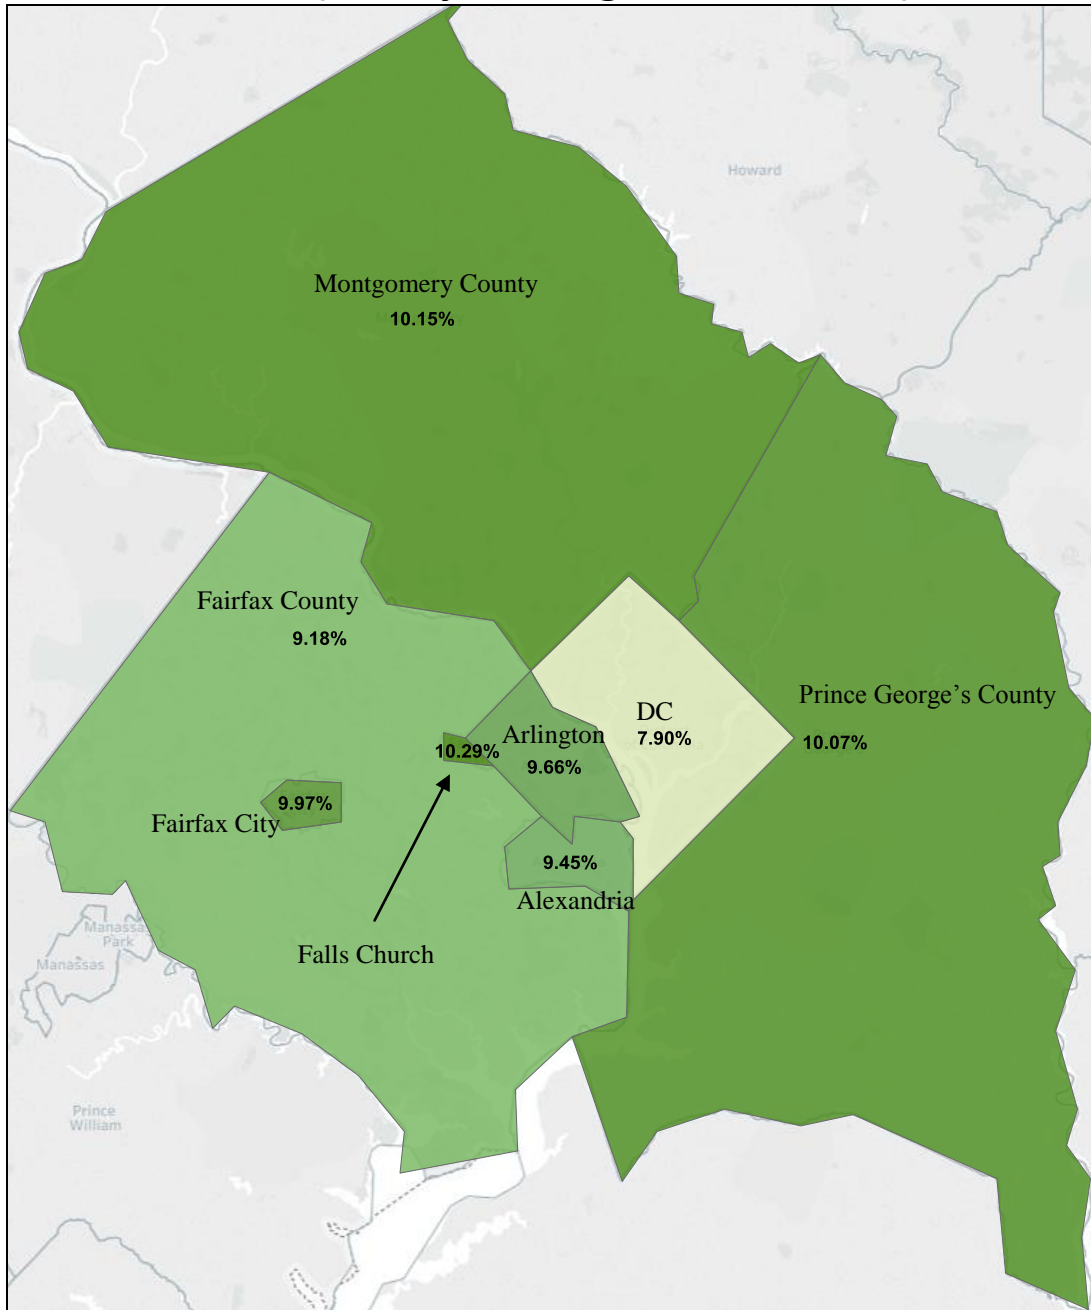 Howard
Montgomery County
10.15%
Fairfax County
9.18%
Prince George’s County
10.07%
DC
7.90%
Arlington
9.66%
10.29%
9.97%
Fairfax City
9.45%
Alexandria
Falls Church
Manassas
Park
Manassas
Prince
William